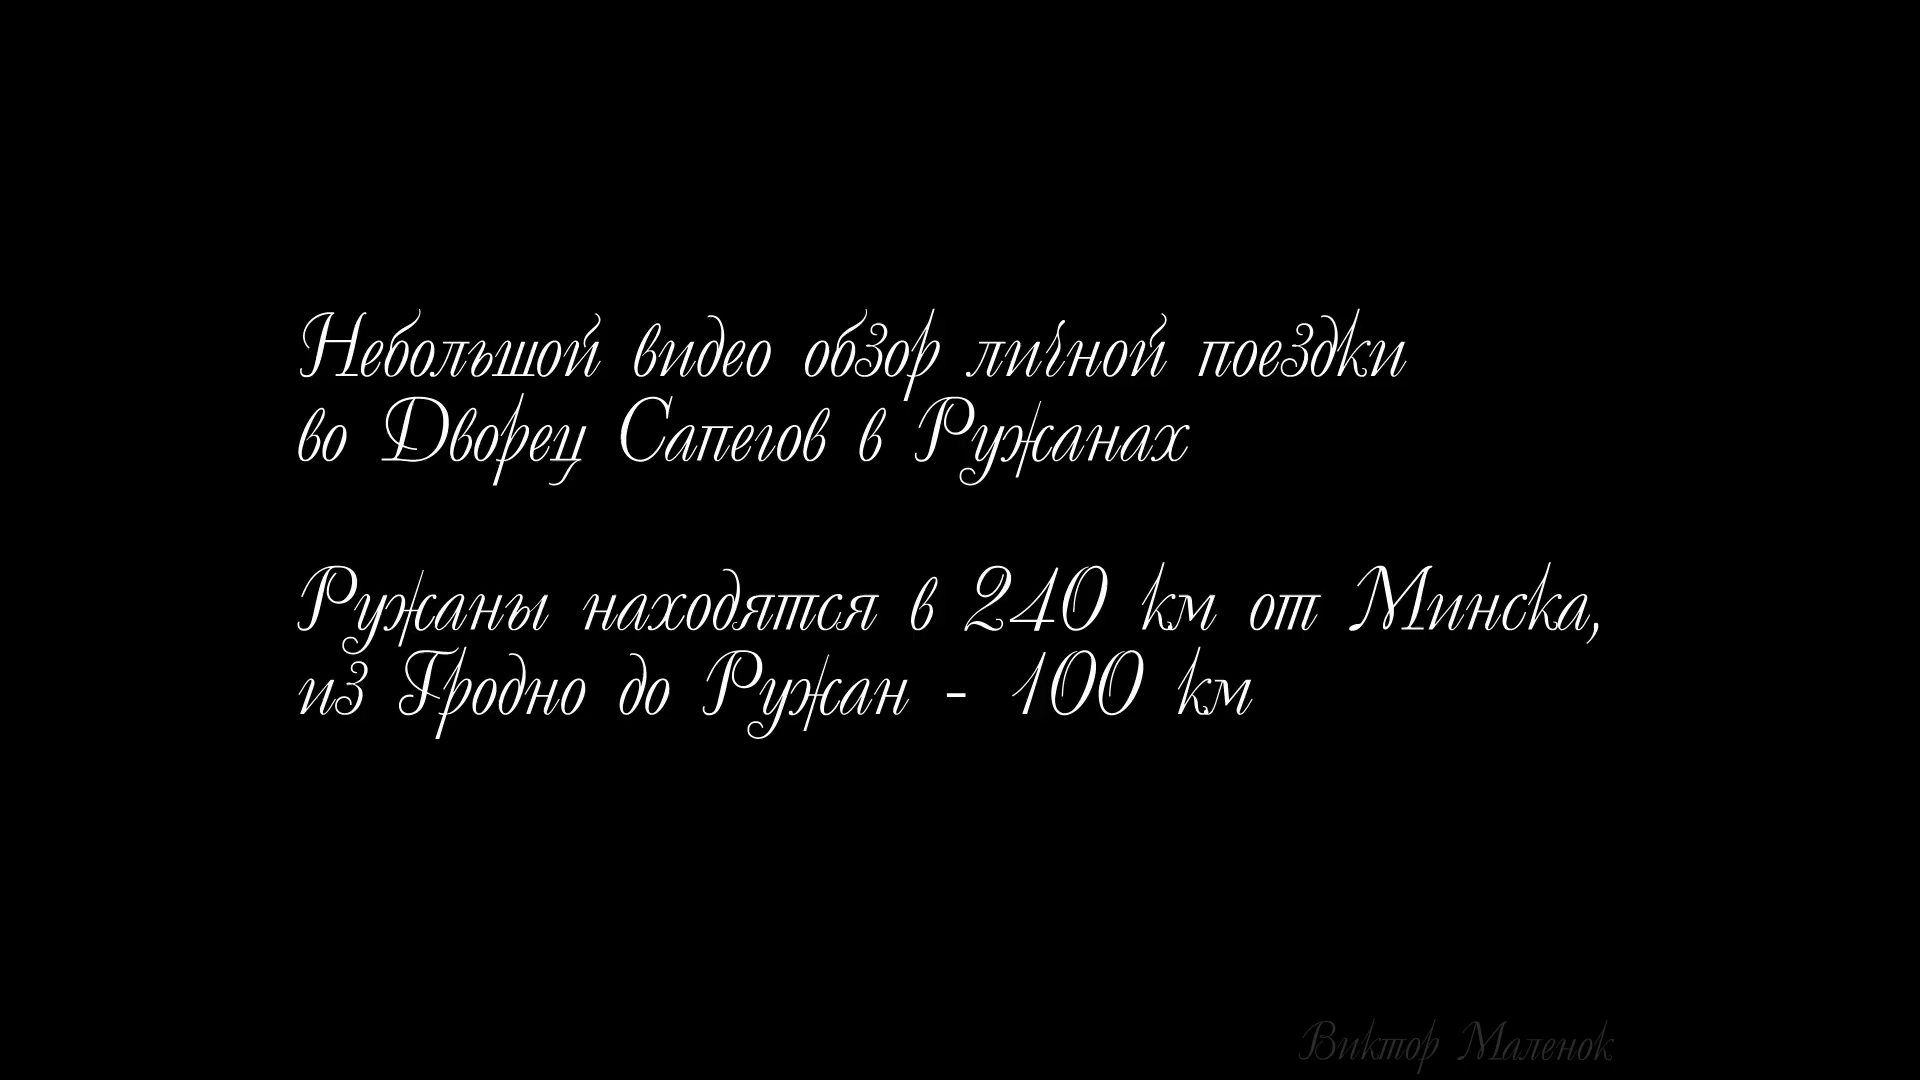 Небольшой видео обзор личной поездки
во Дворец Сапегов в Ружанах
Ружаны находятся в 240 км от Минска,
из Гродно до Ружан - 100 км
Виктор Маленок